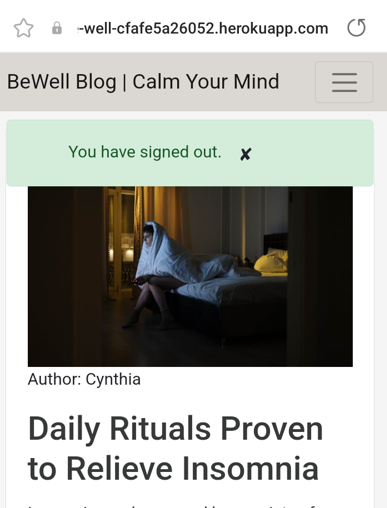 -well-cfafe5a26052.herokuapp.com
BeWell Blog | Calm Your Mind
You have signed out. ✘
Author: Cynthia
Daily Rituals Proven
to Relieve Insomnia